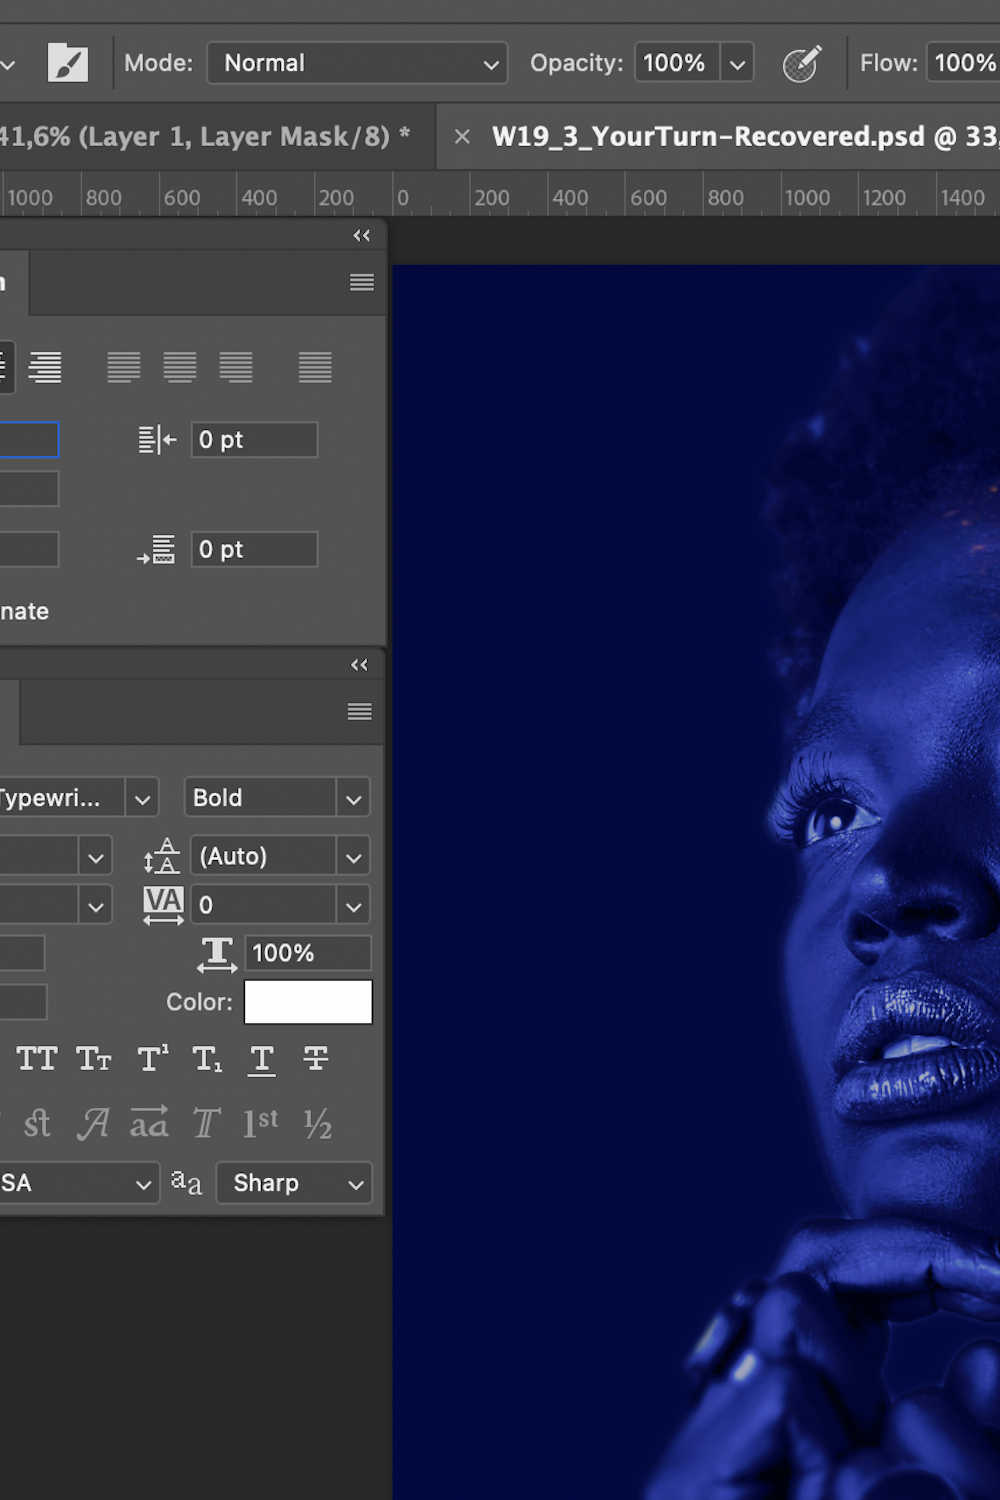 Mode: Normal Opacity: 100% Flow: 100%
41,6% (Layer 1, Layer Mask/8) * × W19_3_YourTurn-Recovered.psd @ 33,
1000 800 600 400 200 0 200 400 600 800 1000 1200 1400
0 pt
0 pt
nate
Typewri... Bold
(Auto)
VA 0
T 100%
Color:
TT TT T¹ T₁ T T
st A aa T 1st ½
SA aa Sharp